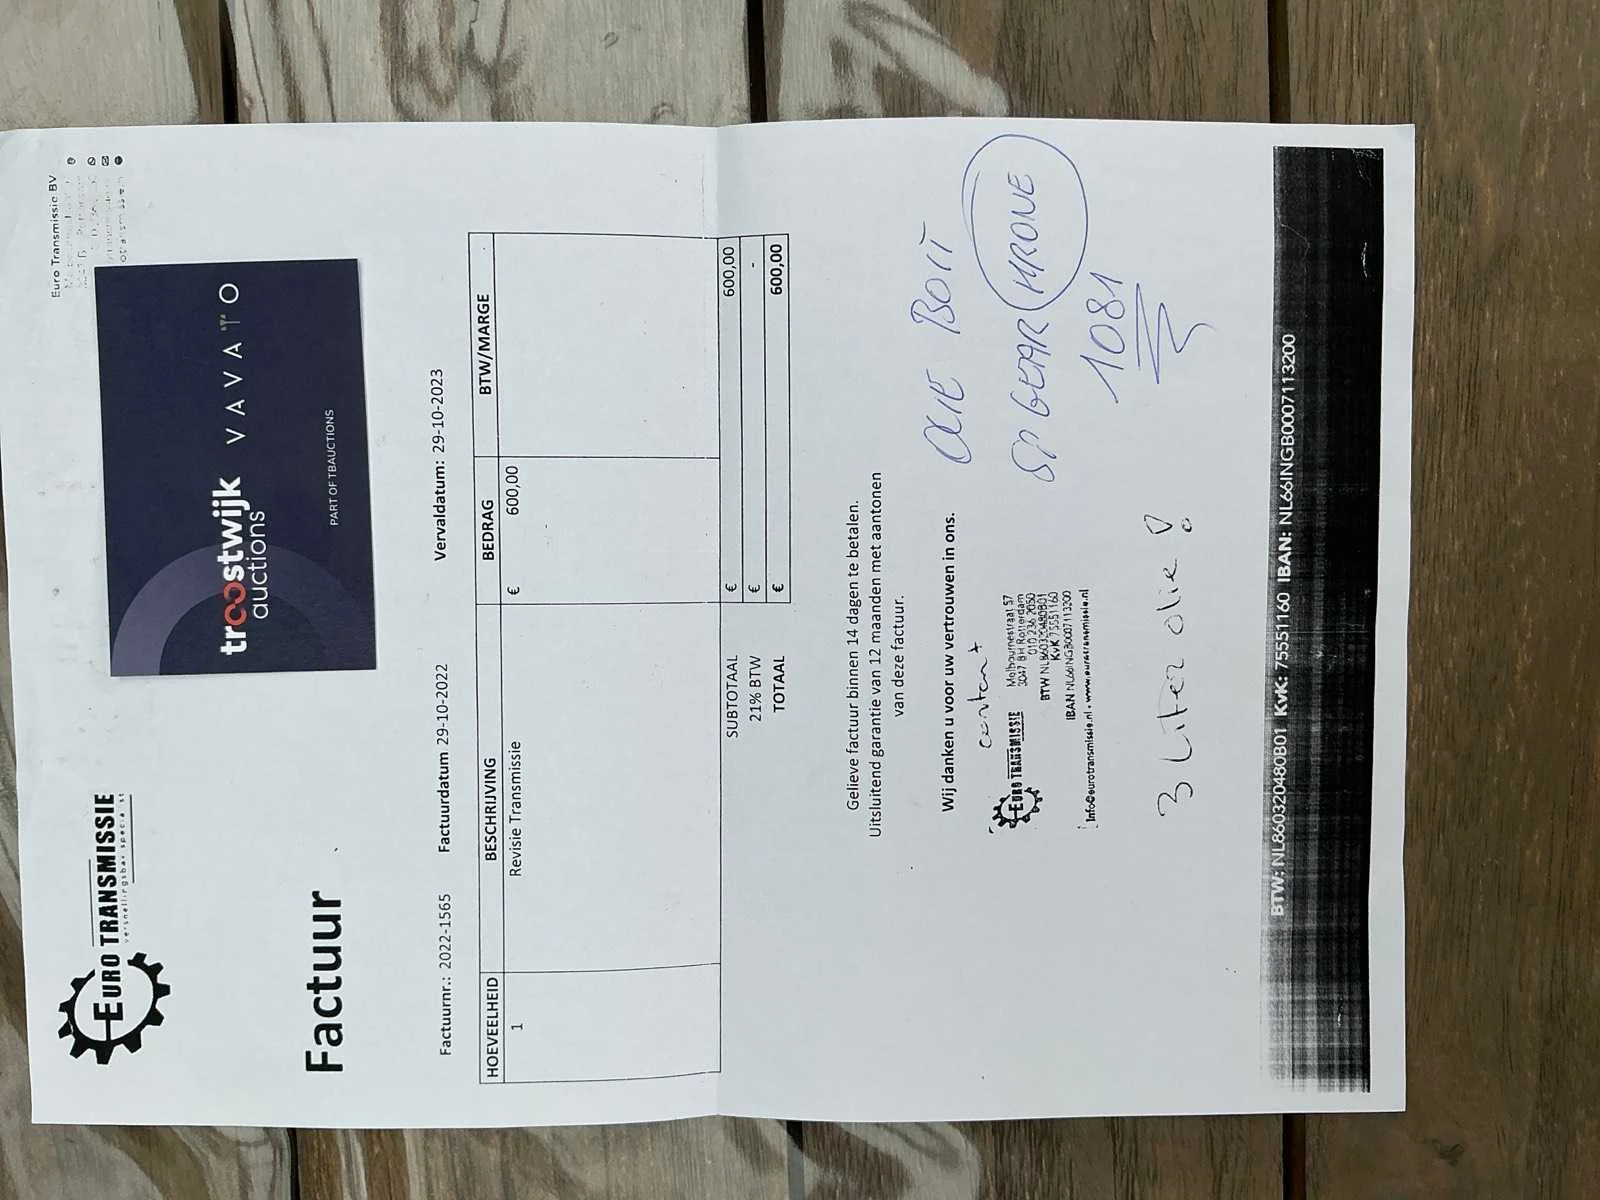 EURO TRANSMISSIE
versnellingsbak specialist
Euro Transmissie BV
troostwijk
auctions
VAVATO
PART OF TBAUCTIONS
Factuur
Factuurnr.: 2022-1565 Factuurdatum 29-10-2022 Vervaldatum: 29-10-2023
HOEVEELHEID BESCHRIJVING BEDRAG BTW/MARGE
1 Revisie Transmissie € 600,00
SUBTOTAAL € 600,00
21% BTW € -
TOTAAL € 600,00
Gelieve factuur binnen 14 dagen te betalen.
Uitsluitend garantie van 12 maanden met aantonen
van deze factuur.
Wij danken u voor uw vertrouwen in ons.
contant
EURO TRANSMISSIE
Melbournestraat 57
3047 BH Rotterdam
010 236 2050
BTW NL860320480B01
KvK 75551160
IBAN NL66INGB0007113200
Info@eurotransmissie.nl - www.eurotransmissie.nl
OLIE
3 Liter olie!
1081
BTW: NL860320480B01 KvK: 75551160 IBAN: NL66INGB0007113200